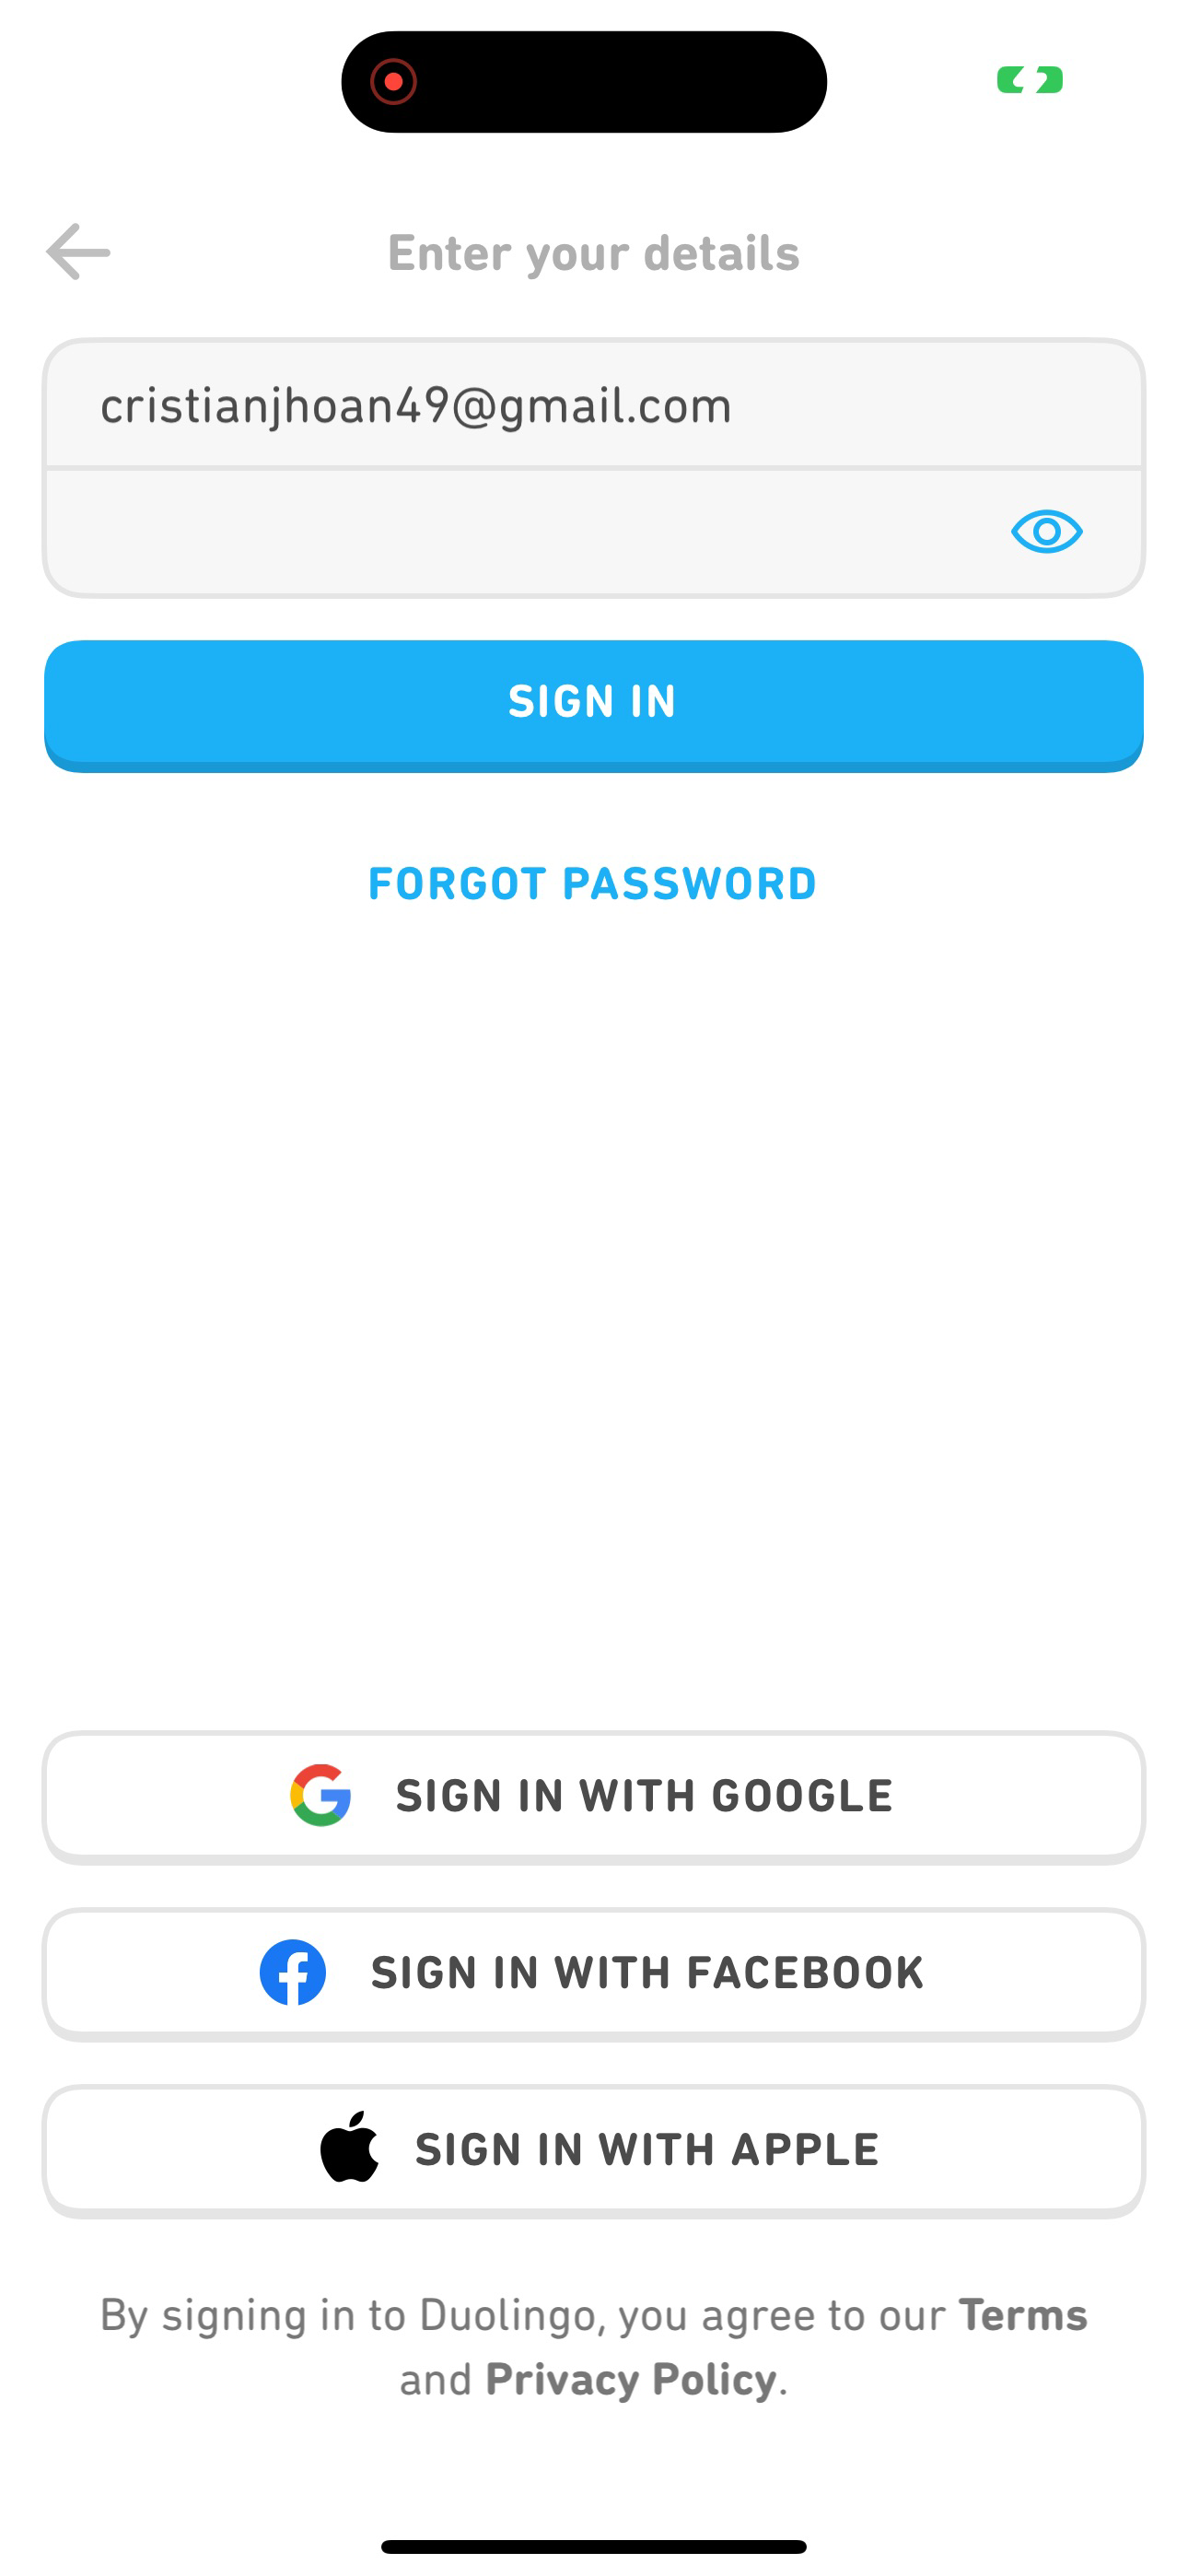 Enter your details
cristianjhoan49@gmail.com
SIGN IN
FORGOT PASSWORD
SIGN IN WITH GOOGLE
SIGN IN WITH FACEBOOK
SIGN IN WITH APPLE
By signing in to Duolingo, you agree to our Terms
and Privacy Policy.